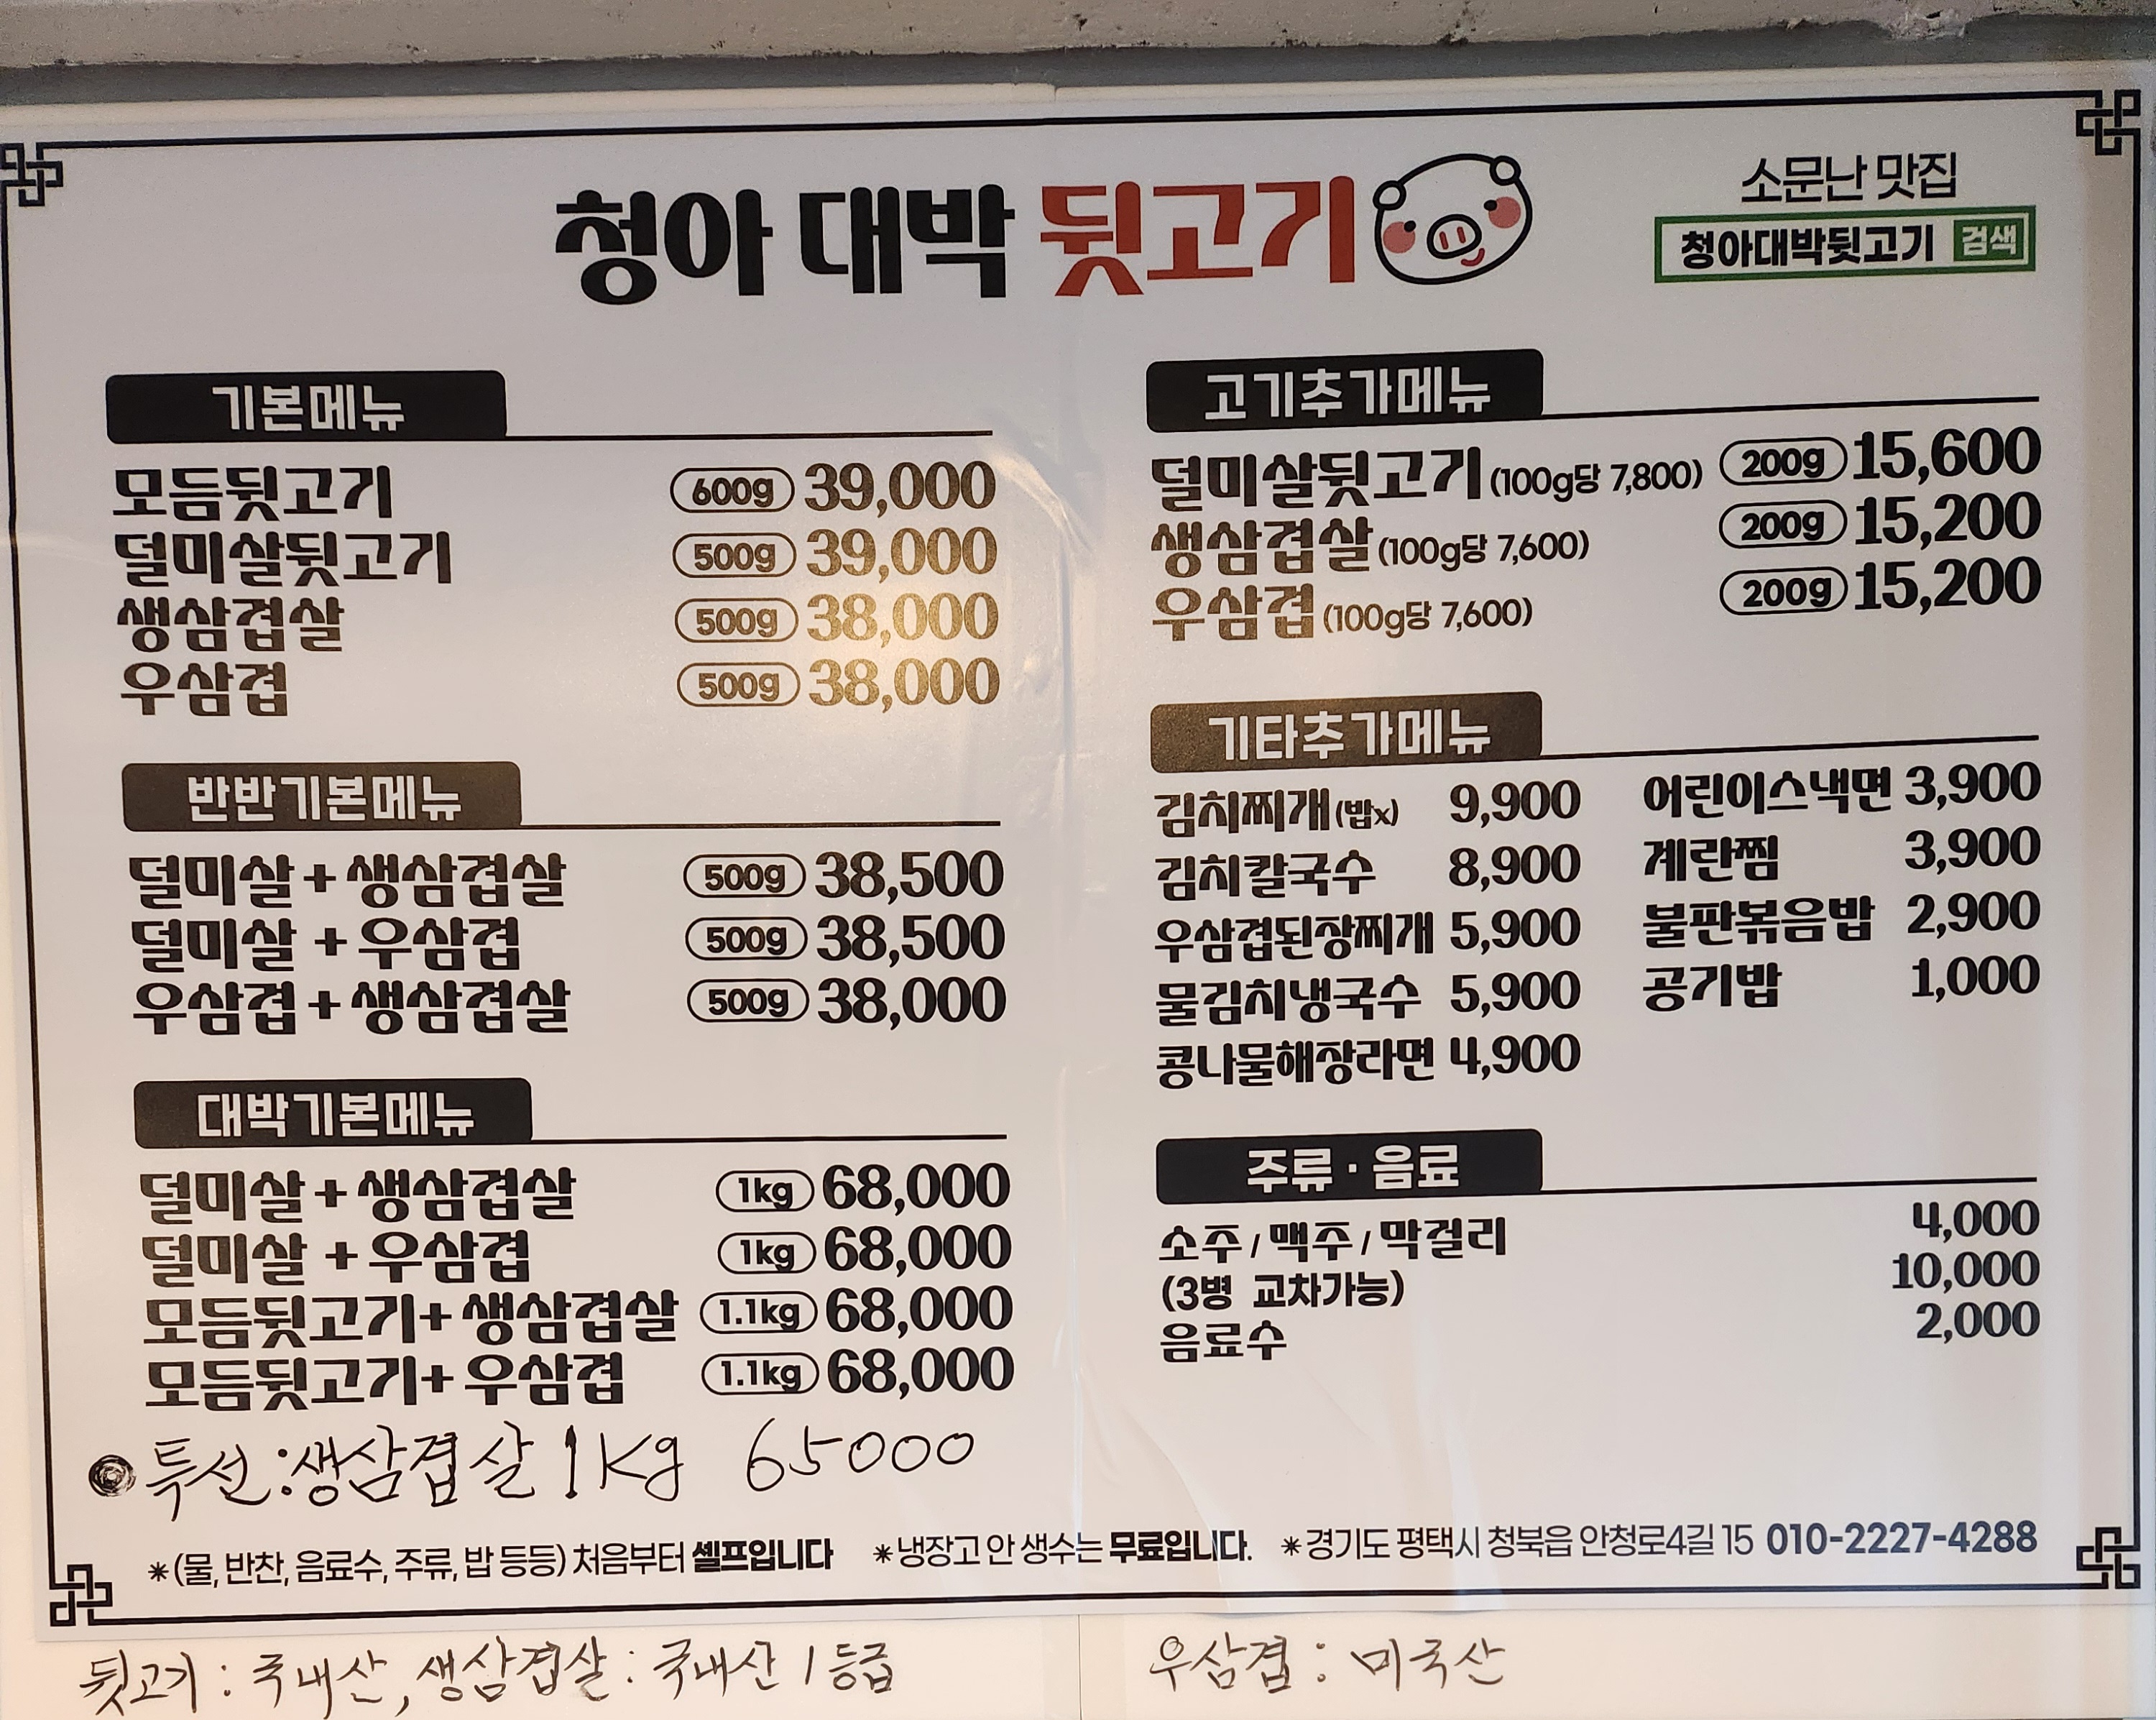 청아 대박 뒷고기
소문난 맛집
청아대박뒷고기 검색
기본메뉴
모듬뒷고기 600g 39,000
덜미살뒷고기 500g 39,000
생삼겹살 500g 38,000
우삼겹 500g 38,000
반반기본메뉴
덜미살+생삼겹살 500g 38,500
덜미살 +우삼겹 500g 38,500
우삼겹+생삼겹살 500g 38,000
대박기본메뉴
덜미살+생삼겹살 1kg 68,000
덜미살 +우삼겹 1kg 68,000
모듬뒷고기+생삼겹살 1.1kg 68,000
모듬뒷고기+우삼겹 1.1kg 68,000
특선:생삼겹살 1Kg 65000
고기추가메뉴
덜미살뒷고기(100g당 7,800) 200g 15,600
생삼겹살(100g당 7,600) 200g 15,200
우삼겹(100g당 7,600) 200g 15,200
기타추가메뉴
김치찌개(밥x) 9,900
김치칼국수 8,900
우삼겹된장찌개 5,900
물김치냉국수 5,900
콩나물해장라면 4,900
어린이스낵면 3,900
계란찜 3,900
불판볶음밥 2,900
공기밥 1,000
주류·음료
소주/맥주/막걸리 4,000
(3병 교차가능) 10,000
음료수 2,000
*(물, 반찬, 음료수, 주류, 밥 등등) 처음부터 셀프입니다 *냉장고 안 생수는 무료입니다. *경기도 평택시 청북읍 안청로4길 15 010-2227-4288
뒷고기 : 국내산, 생삼겹살 : 국내산 1등급 우삼겹 : 미국산